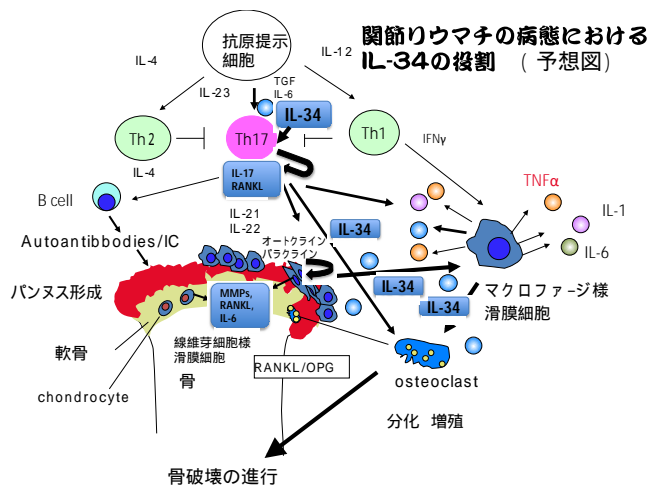 関節リウマチの病態における
IL-34の役割 （予想図）
抗原提示
細胞
IL-4
IL-12
IL-23
TGF
IL-6
IL-34
Th2
Th17
Th1
IFNγ
IL-4
IL-17
RANKL
TNFα
B cell
IL-1
IL-21
IL-22
IL-34
Autoantibbodies/IC
オートクライン
パラクライン
IL-6
パンヌス形成
MMPs,
RANKL,
IL-6
IL-34
IL-34
マクロファ-ジ様
滑膜細胞
線維芽細胞様
滑膜細胞
軟骨
骨
RANKL/OPG
osteoclast
chondrocyte
分化 増殖
骨破壊の進行